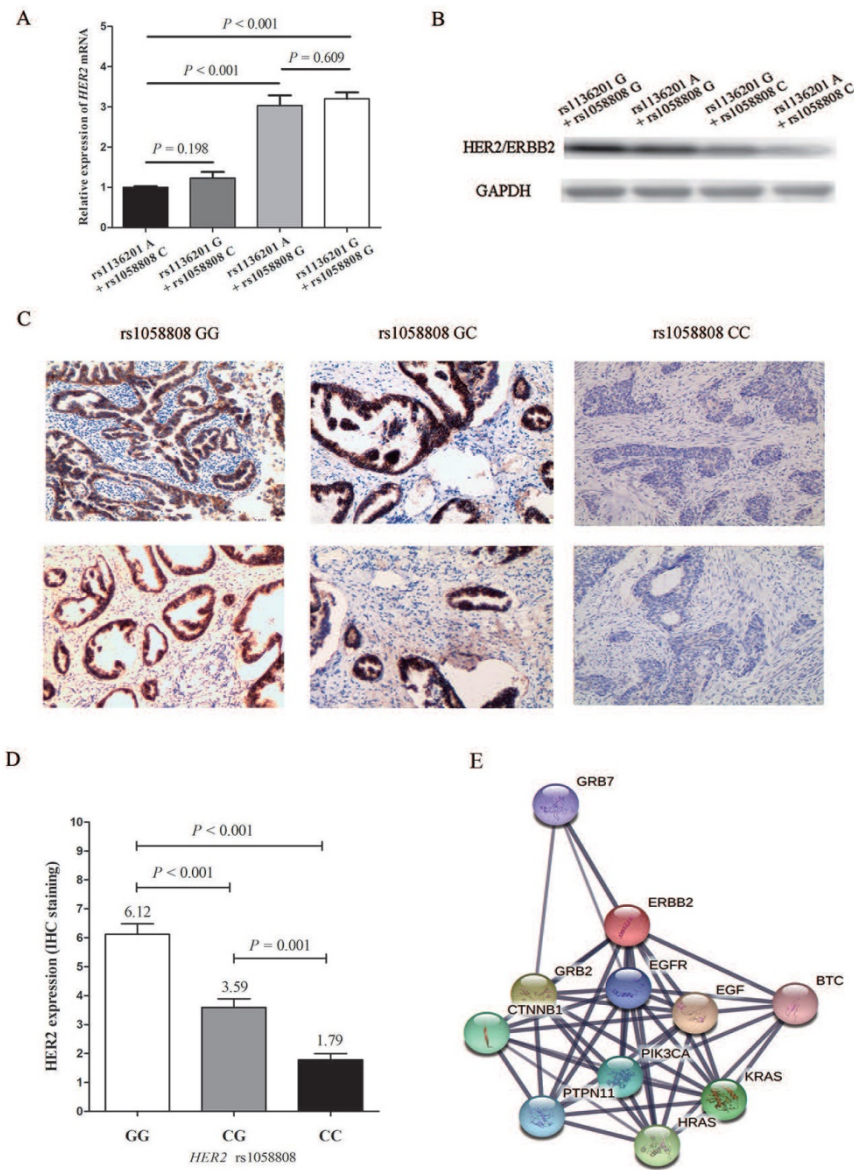 A
P < 0.001
P = 0.609
P < 0.001
P = 0.198
Relative expression of HER2 mRNA
5
4
3
2
1
0
rs1136201 A
+ rs1058808 C
rs1136201 G
+ rs1058808 C
rs1136201 A
+ rs1058808 G
rs1136201 G
+ rs1058808 G
B
rs1136201 G
+ rs1058808 G
rs1136201 A
+ rs1058808 G
rs1136201 G
+ rs1058808 C
rs1136201 A
+ rs1058808 C
HER2/ERBB2
GAPDH
C
rs1058808 GG
rs1058808 GC
rs1058808 CC
D
HER2 expression (IHC staining)
10
9
8
7
6
5
4
3
2
1
0
P < 0.001
P < 0.001
P = 0.001
6.12
3.59
1.79
GG
CG
CC
HER2 rs1058808
E
GRB7
ERBB2
GRB2
EGFR
EGF
BTC
CTNNB1
PIK3CA
KRAS
PTPN11
HRAS